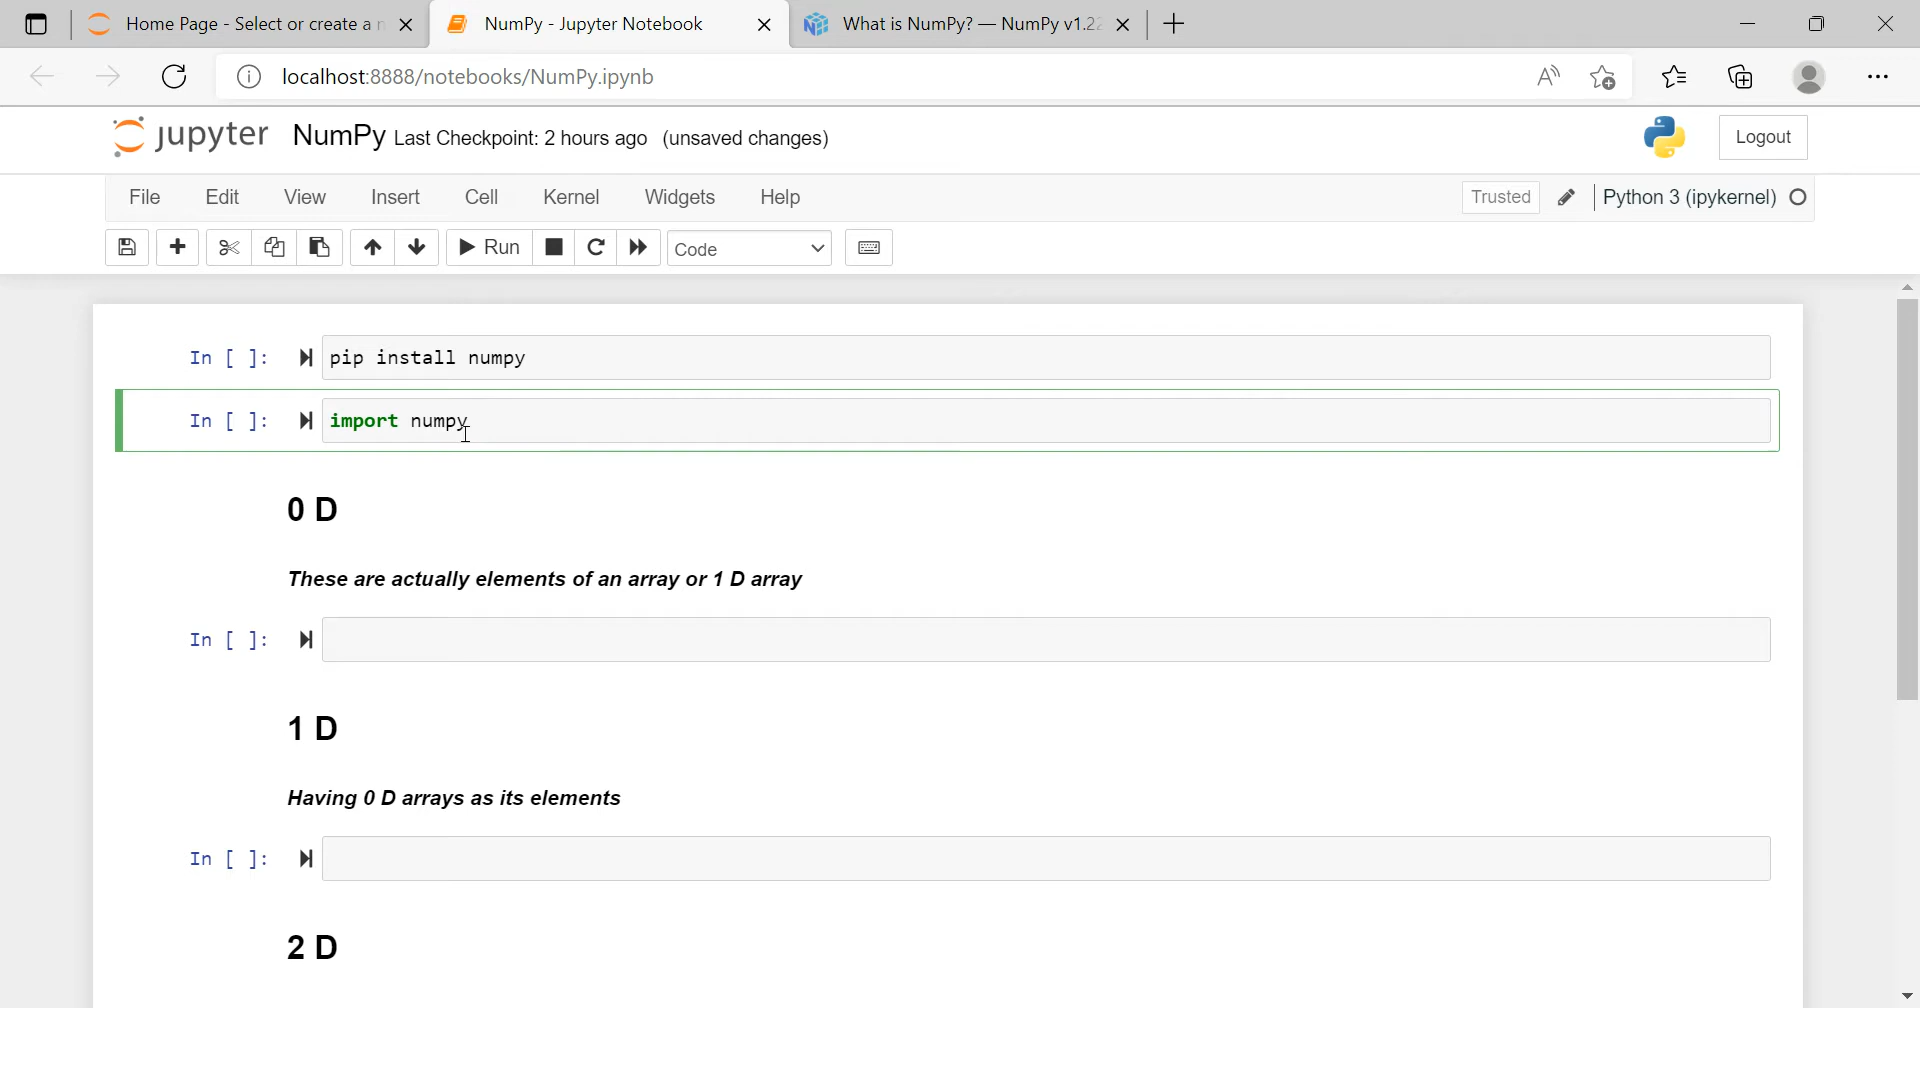 Home Page - Select or create a n
NumPy - Jupyter Notebook
What is NumPy? — NumPy v1.22
localhost:8888/notebooks/NumPy.ipynb
jupyter NumPy Last Checkpoint: 2 hours ago (unsaved changes) Logout
File Edit View Insert Cell Kernel Widgets Help Trusted Python 3 (ipykernel)
Run Code
In [ ]: pip install numpy
In [ ]: import numpy
0 D
These are actually elements of an array or 1 D array
In [ ]:
1 D
Having 0 D arrays as its elements
In [ ]:
2 D